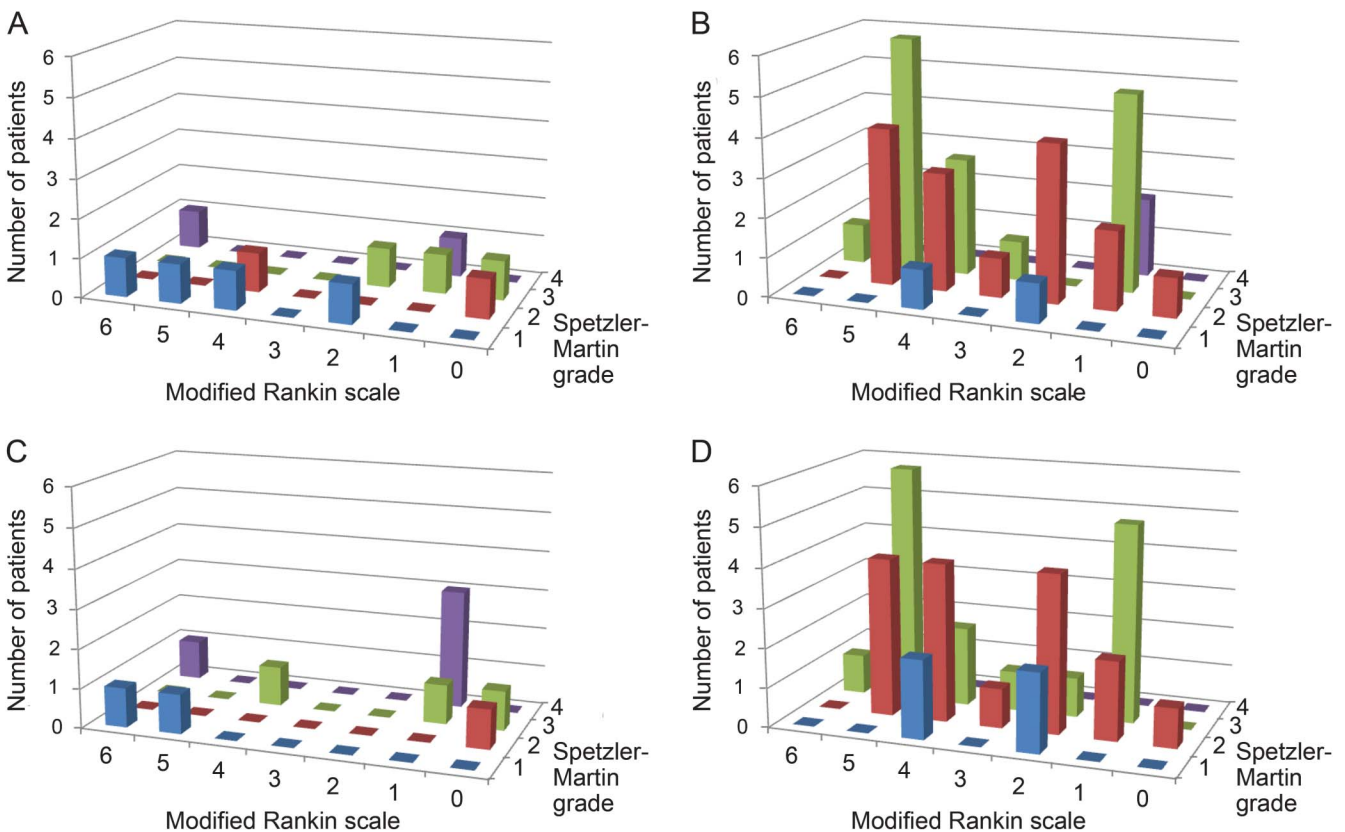 A
Number of patients
6
5
4
3
2
1
0
6 5 4 3 2 1 0
Modified Rankin scale
1 2 3 4
Spetzler-
Martin
grade
B
Number of patients
6
5
4
3
2
1
0
6 5 4 3 2 1 0
Modified Rankin scale
1 2 3 4
Spetzler-
Martin
grade
C
Number of patients
6
5
4
3
2
1
0
6 5 4 3 2 1 0
Modified Rankin scale
1 2 3 4
Spetzler-
Martin
grade
D
Number of patients
6
5
4
3
2
1
0
6 5 4 3 2 1 0
Modified Rankin scale
1 2 3 4
Spetzler-
Martin
grade